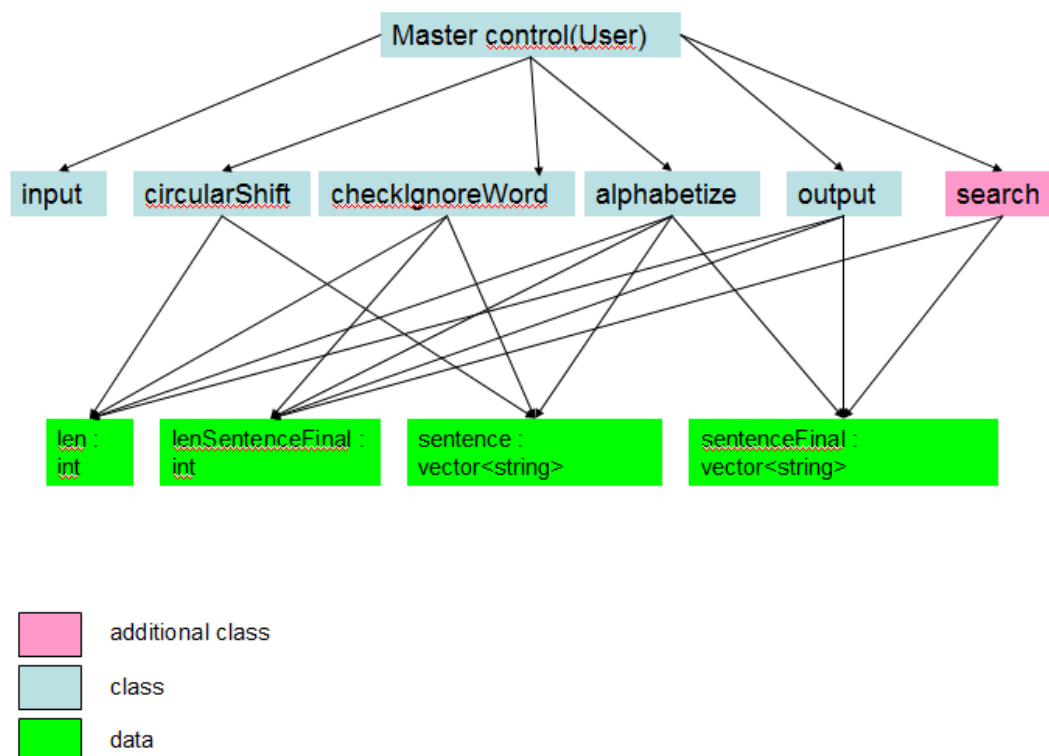 Master control(User)
input
circularShift
checkIgnoreWord
alphabetize
output
search
len :
int
lenSentenceFinal :
int
sentence :
vector<string>
sentenceFinal :
vector<string>
additional class
class
data